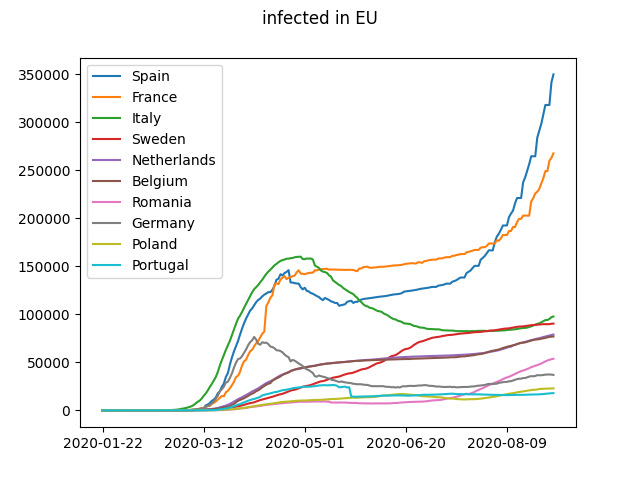 infected in EU
350000
300000
250000
200000
150000
100000
50000
0
Spain
France
Italy
Sweden
Netherlands
Belgium
Romania
Germany
Poland
Portugal
2020-01-22 2020-03-12 2020-05-01 2020-06-20 2020-08-09